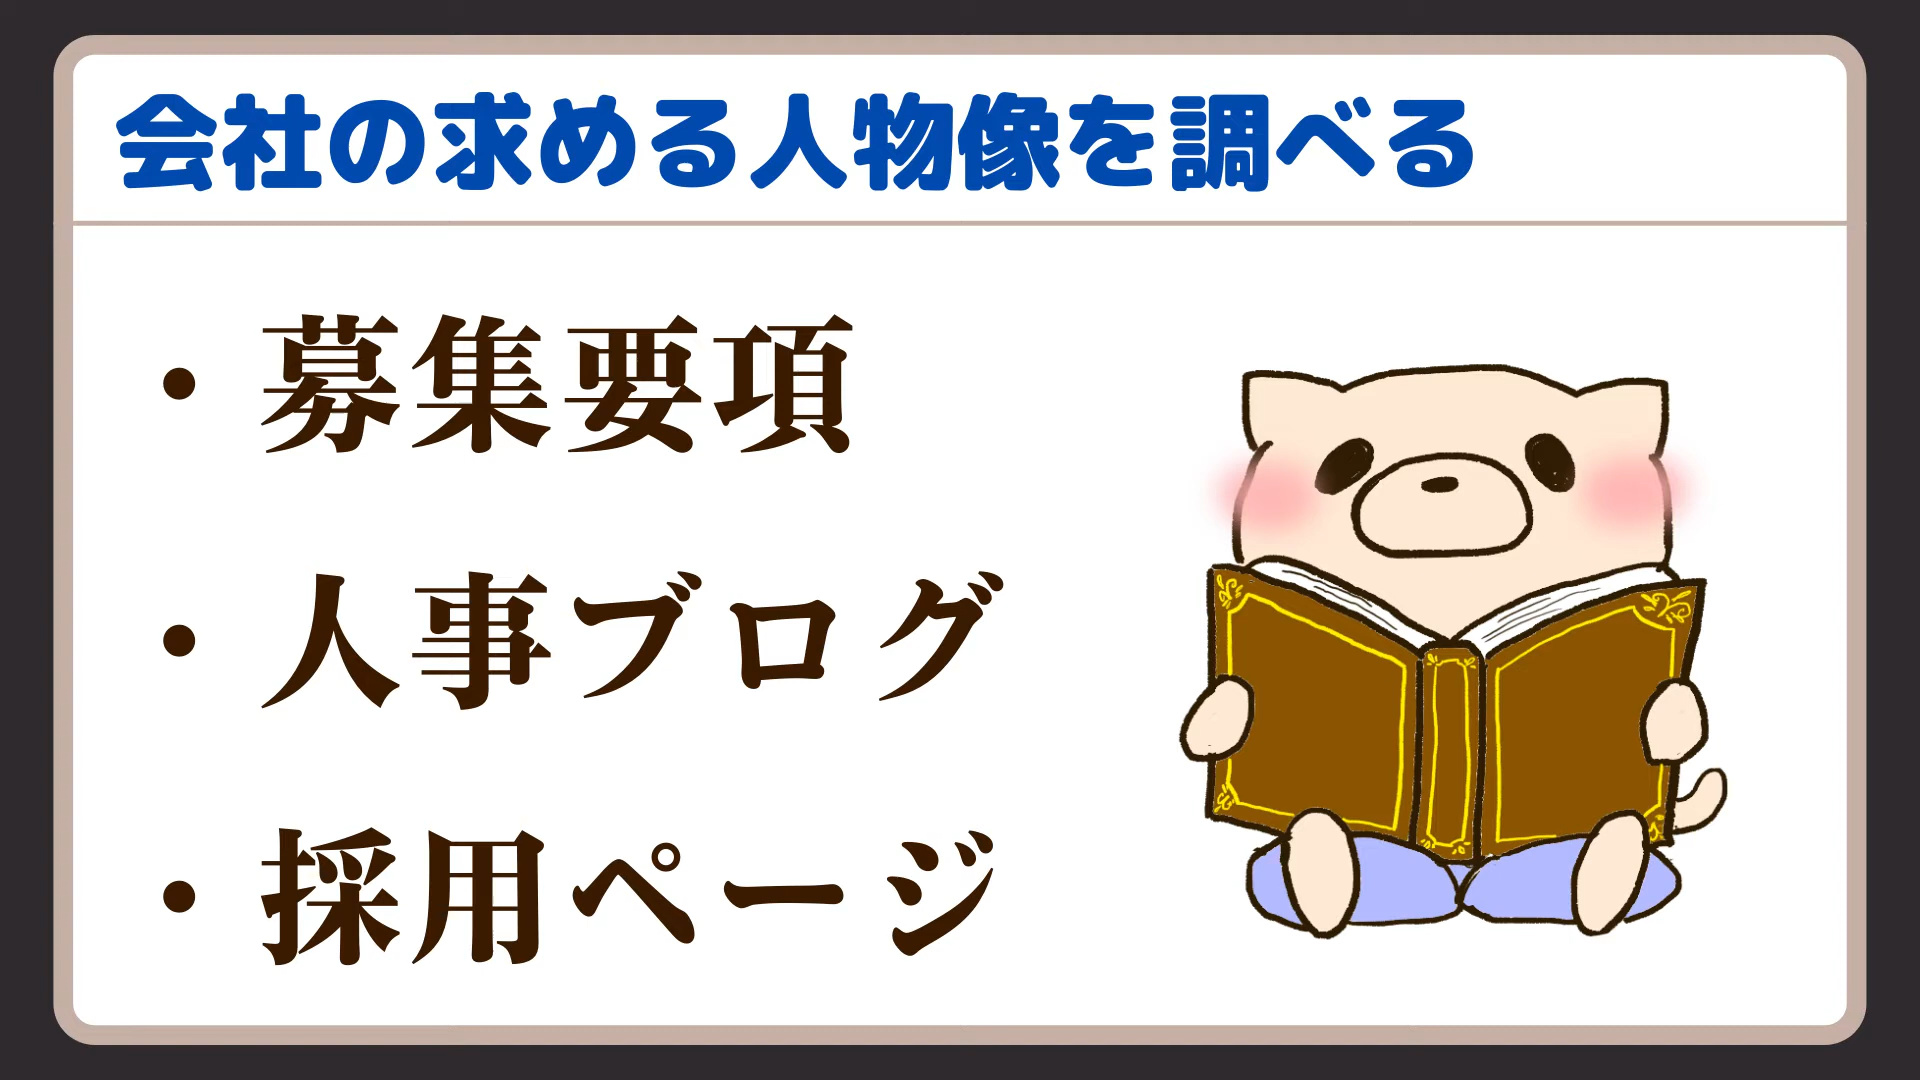 会社の求める人物像を調べる
・募集要項
・人事ブログ
・採用ページ